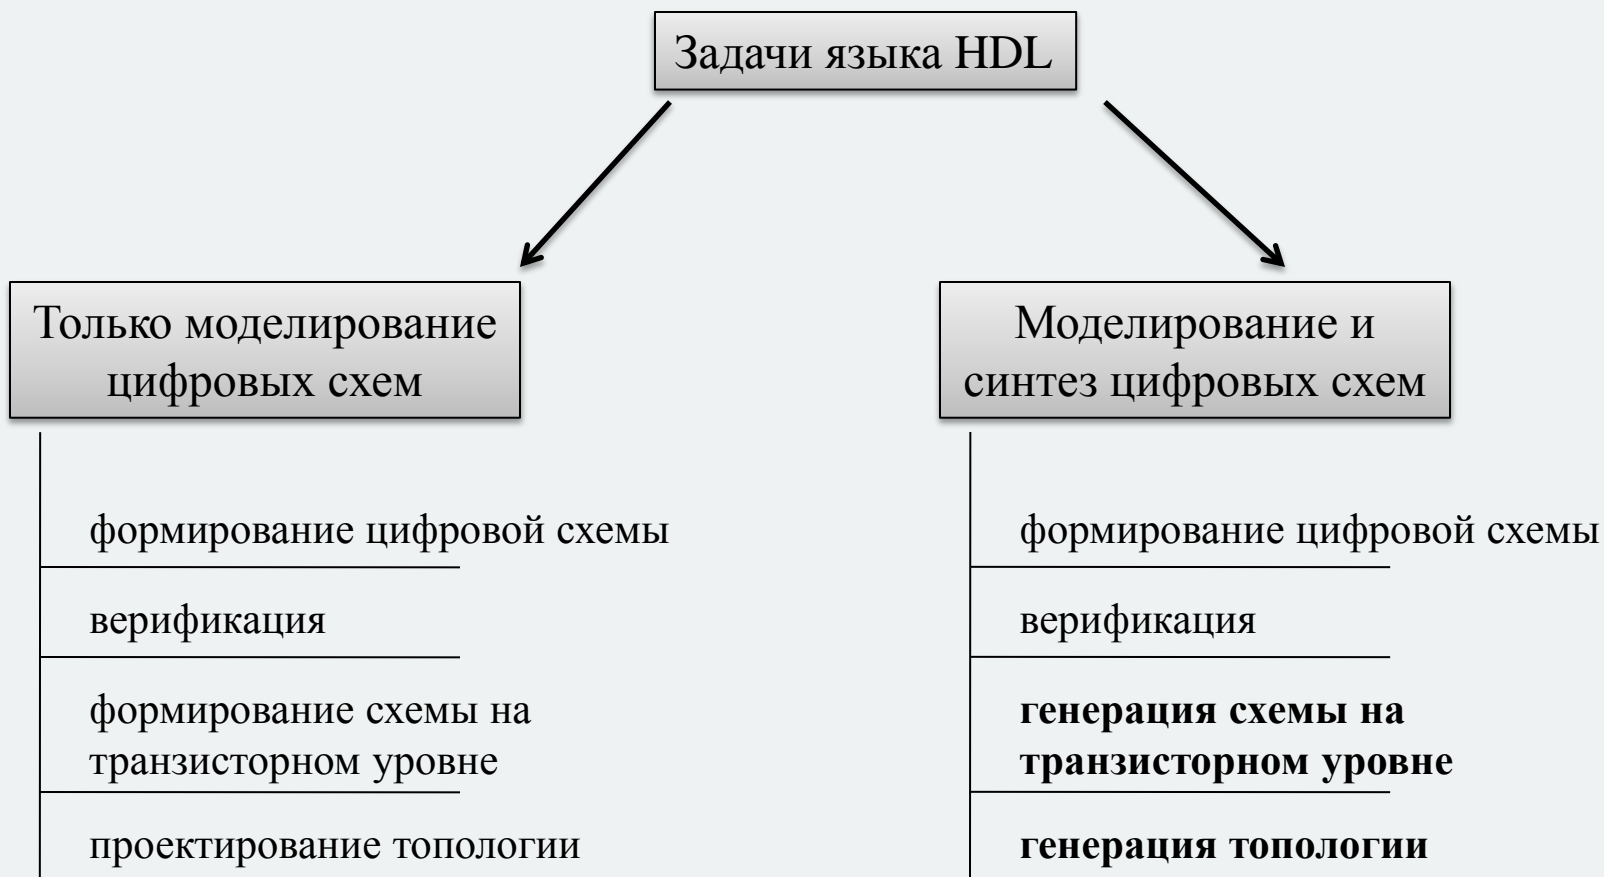 Задачи языка HDL
Только моделирование
цифровых схем
формирование цифровой схемы
верификация
формирование схемы на
транзисторном уровне
проектирование топологии
Моделирование и
синтез цифровых схем
формирование цифровой схемы
верификация
генерация схемы на
транзисторном уровне
генерация топологии